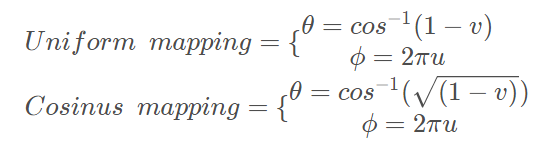 Uniform mapping = { θ = cos⁻¹(1 − v)
ϕ = 2πu
Cosinus mapping = { θ = cos⁻¹(√((1 − v)))
ϕ = 2πu